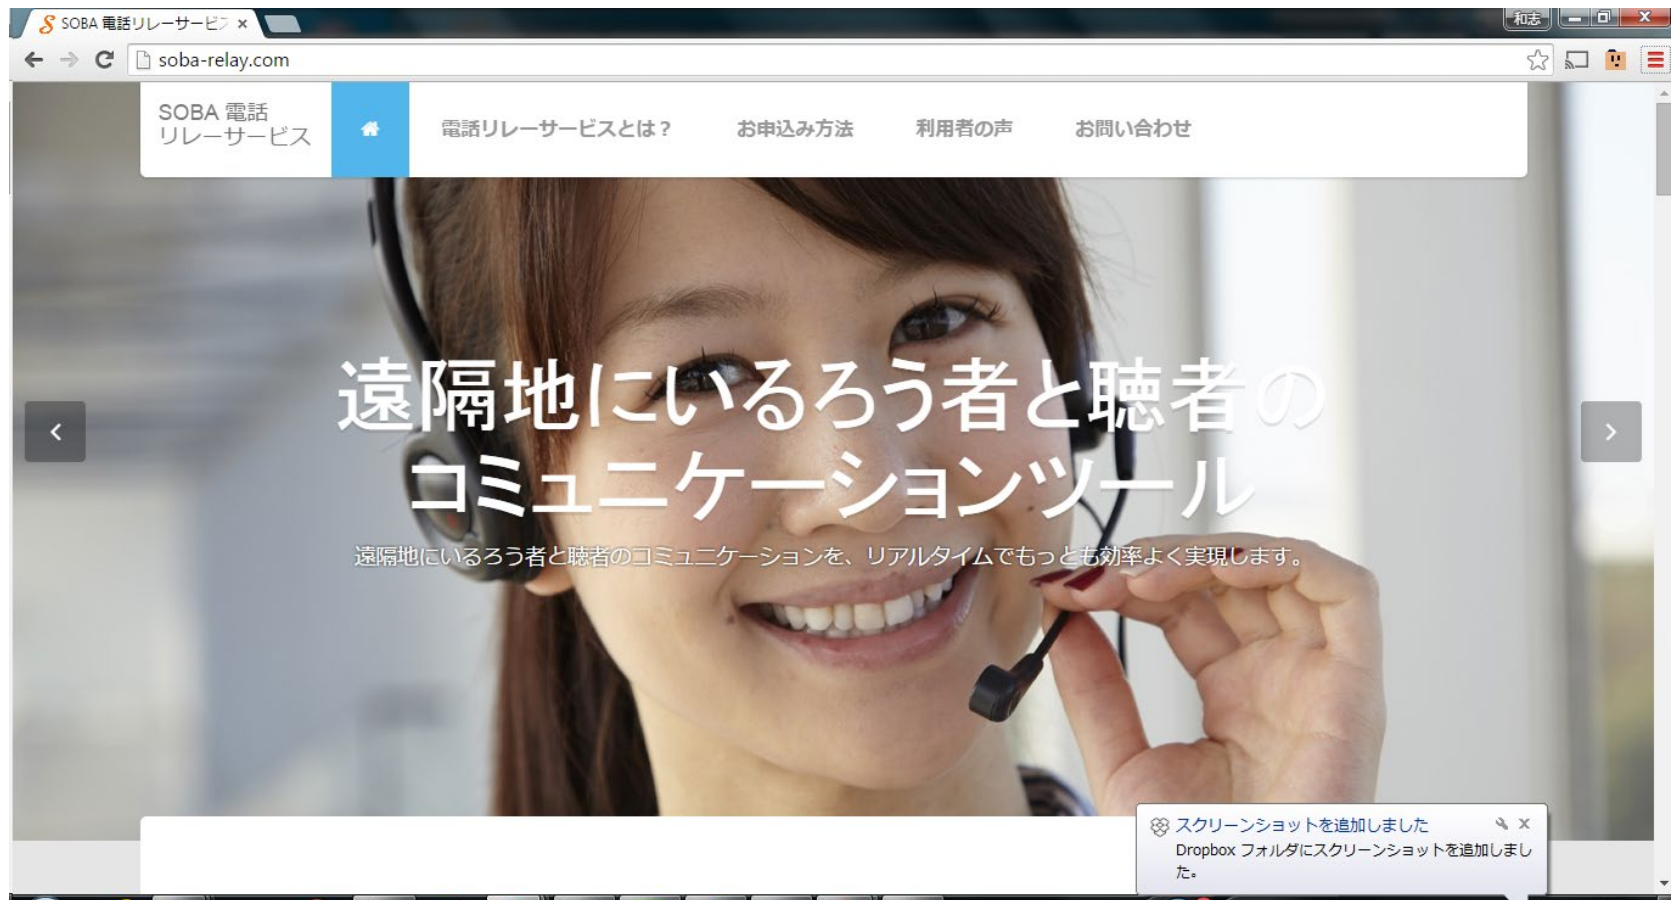 SOBA 電話リレーサービス
和志
soba-relay.com
SOBA 電話
リレーサービス
電話リレーサービスとは？
お申込み方法
利用者の声
お問い合わせ
遠隔地にいるろう者と聴者の
コミュニケーションツール
遠隔地にいるろう者と聴者のコミュニケーションを、リアルタイムでもっとも効率よく実現します。
スクリーンショットを追加しました
Dropbox フォルダにスクリーンショットを追加しまし
た。